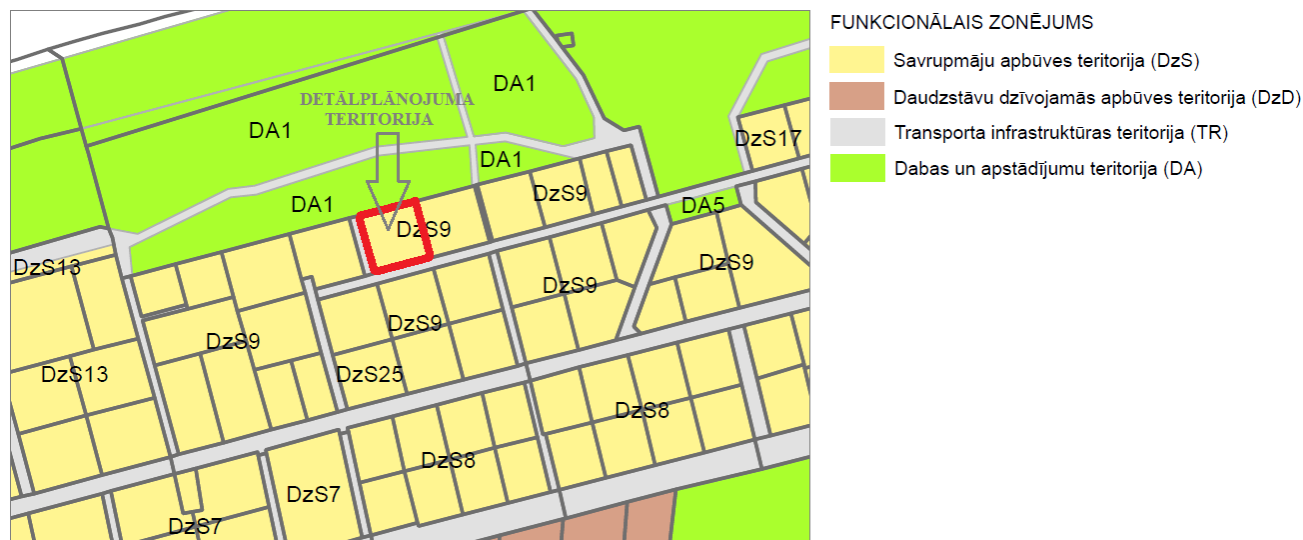 FUNKCIONĀLAIS ZONĒJUMS
Savrupmāju apbūves teritorija (DzS)
Daudzstāvu dzīvojamās apbūves teritorija (DzD)
Transporta infrastruktūras teritorija (TR)
Dabas un apstādījumu teritorija (DA)
DA1
DETĀLPLĀNOJUMA
TERITORIJA
DA1
DzS17
DA1
DzS9
DA1
DA5
DzS9
DzS13
DzS9
DzS9
DzS9
DzS9
DzS13
DzS25
DzS8
DzS8
DzS7
DzS7